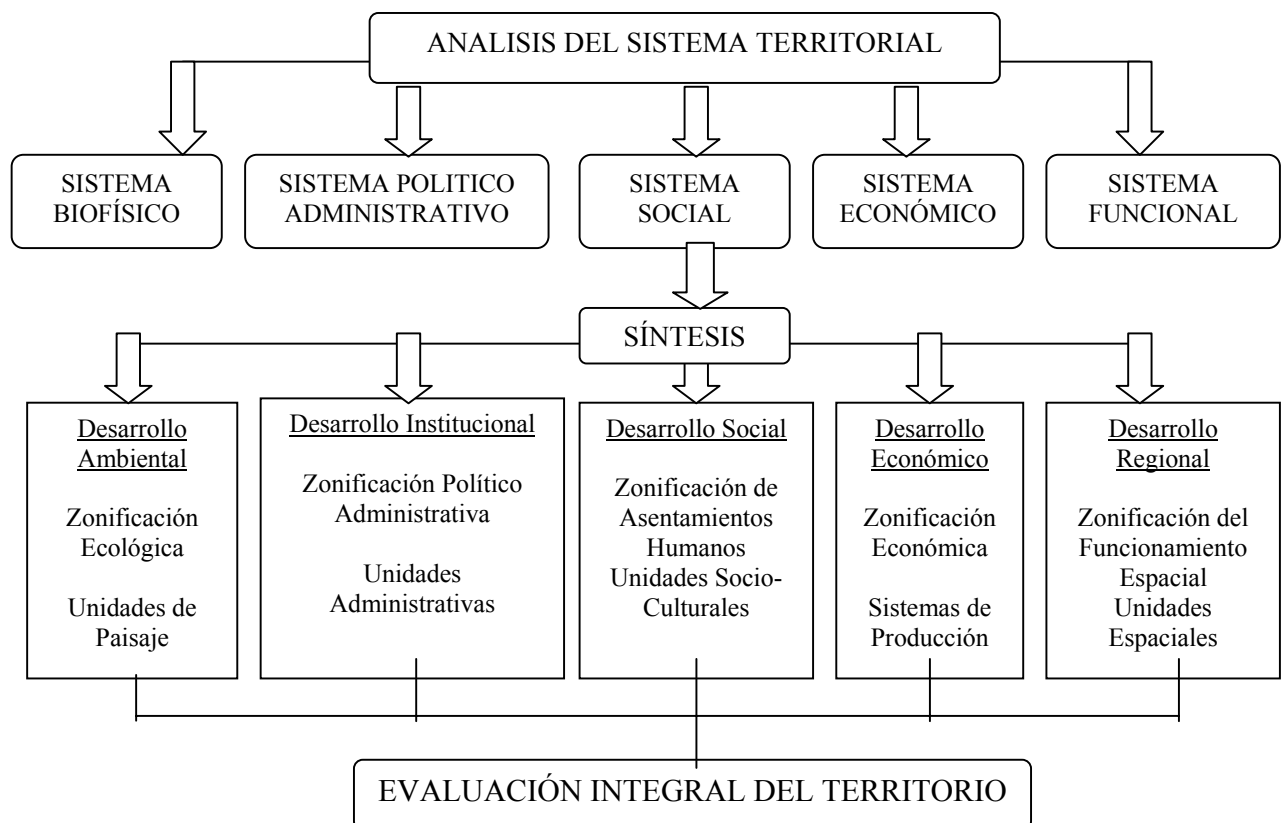 ANALISIS DEL SISTEMA TERRITORIAL
SISTEMA
BIOFÍSICO
SISTEMA POLITICO
ADMINISTRATIVO
SISTEMA
SOCIAL
SISTEMA
ECONÓMICO
SISTEMA
FUNCIONAL
SÍNTESIS
Desarrollo
Ambiental
Zonificación
Ecológica
Unidades de
Paisaje
Desarrollo Institucional
Zonificación Político
Administrativa
Unidades
Administrativas
Desarrollo Social
Zonificación de
Asentamientos
Humanos
Unidades Socio-
Culturales
Desarrollo
Económico
Zonificación
Económica
Sistemas de
Producción
Desarrollo
Regional
Zonificación del
Funcionamiento
Espacial
Unidades
Espaciales
EVALUACIÓN INTEGRAL DEL TERRITORIO